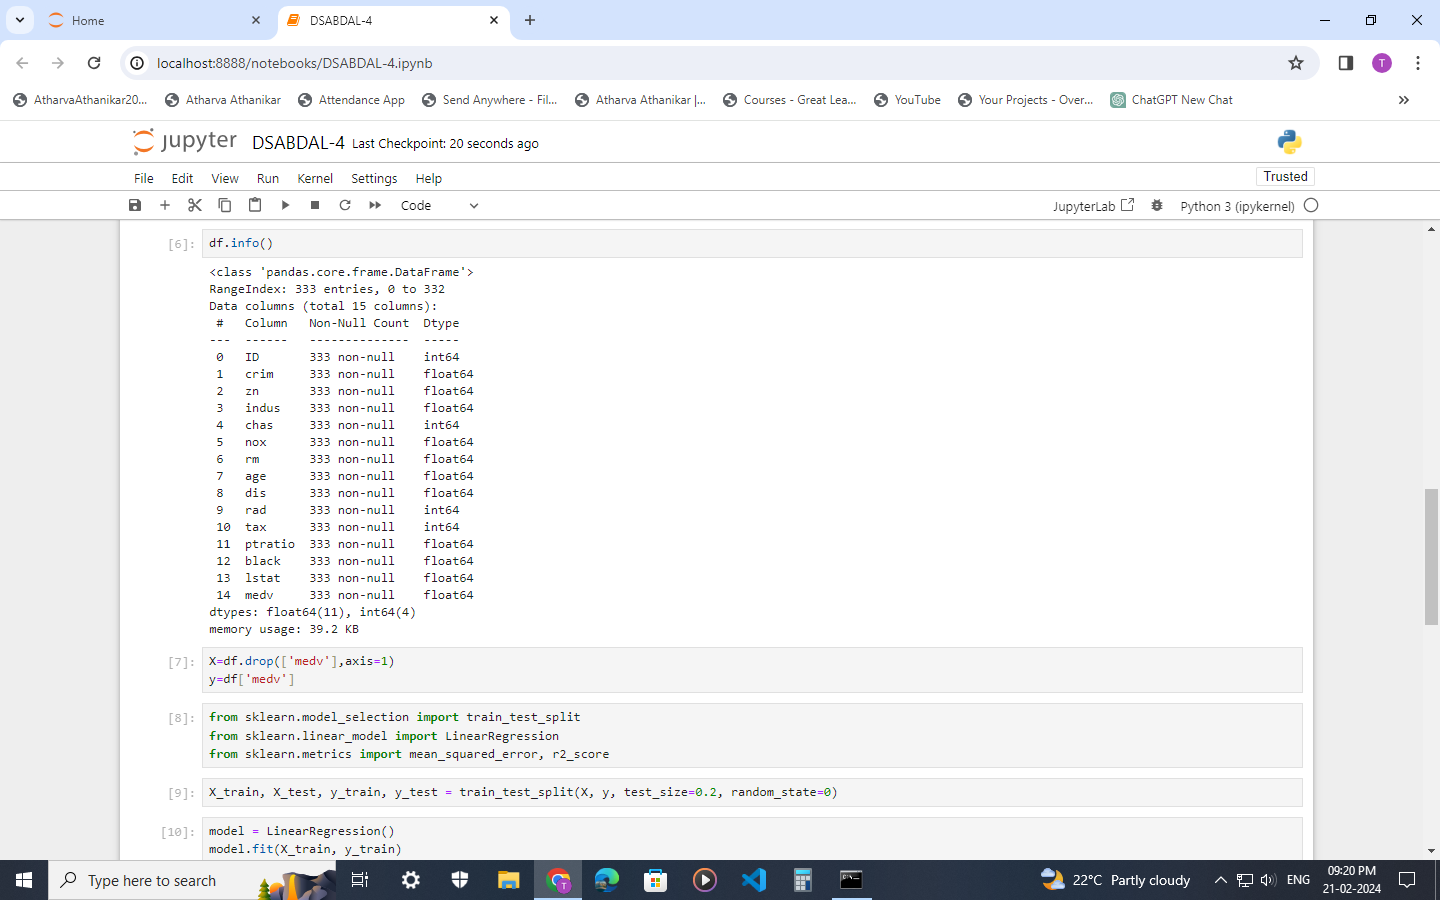 Home
DSABDAL-4
localhost:8888/notebooks/DSABDAL-4.ipynb
T
AtharvaAthanikar20... Atharva Athanikar Attendance App Send Anywhere - Fil... Atharva Athanikar |... Courses - Great Lea... YouTube Your Projects - Over... ChatGPT New Chat »
jupyter DSABDAL-4 Last Checkpoint: 20 seconds ago
File Edit View Run Kernel Settings Help Trusted
Code JupyterLab Python 3 (ipykernel)
[6]: df.info()
<class 'pandas.core.frame.DataFrame'>
RangeIndex: 333 entries, 0 to 332
Data columns (total 15 columns):
 #   Column   Non-Null Count  Dtype
---  ------   --------------  -----
 0   ID       333 non-null    int64
 1   crim     333 non-null    float64
 2   zn       333 non-null    float64
 3   indus    333 non-null    float64
 4   chas     333 non-null    int64
 5   nox      333 non-null    float64
 6   rm       333 non-null    float64
 7   age      333 non-null    float64
 8   dis      333 non-null    float64
 9   rad      333 non-null    int64
 10  tax      333 non-null    int64
 11  ptratio  333 non-null    float64
 12  black    333 non-null    float64
 13  lstat    333 non-null    float64
 14  medv     333 non-null    float64
dtypes: float64(11), int64(4)
memory usage: 39.2 KB
[7]: X=df.drop(['medv'],axis=1)
y=df['medv']
[8]: from sklearn.model_selection import train_test_split
from sklearn.linear_model import LinearRegression
from sklearn.metrics import mean_squared_error, r2_score
[9]: X_train, X_test, y_train, y_test = train_test_split(X, y, test_size=0.2, random_state=0)
[10]: model = LinearRegression()
model.fit(X_train, y_train)
Type here to search
T
22°C Partly cloudy
ENG
09:20 PM
21-02-2024